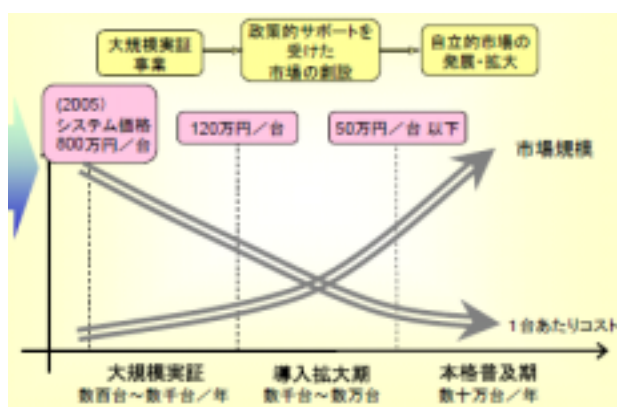 大規模実証
事業
政策的サポートを
受けた
市場の創設
自立的市場の
発展・拡大
(2005)
システム価格
800万円／台
120万円／台
50万円／台 以下
市場規模
1台あたりコスト
大規模実証
数百台～数千台／年
導入拡大期
数千台～数万台
本格普及期
数十万台／年